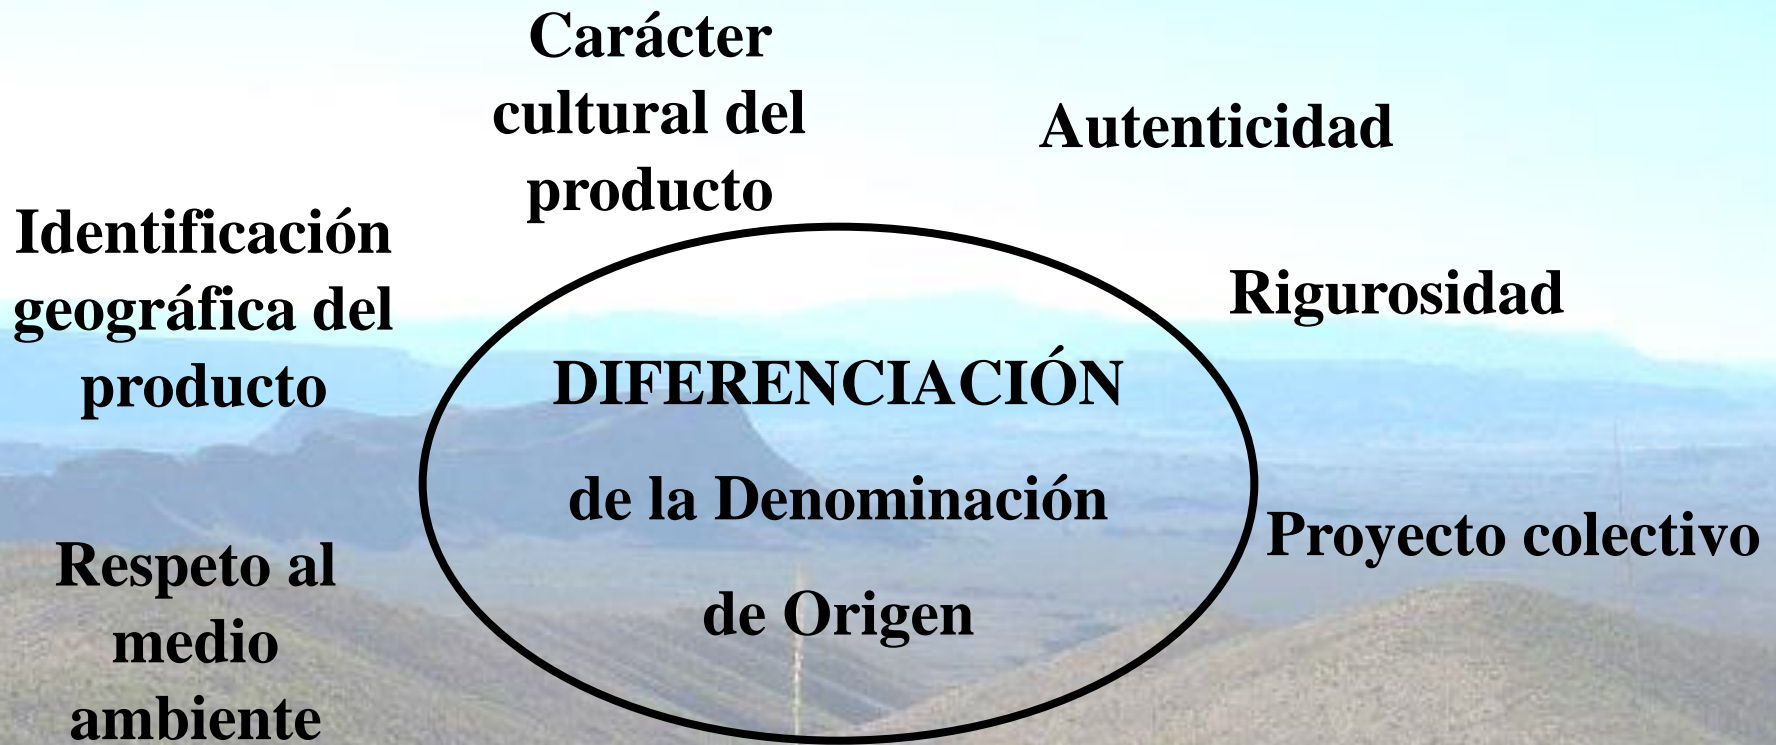 Carácter
cultural del
producto
Autenticidad
Identificación
geográfica del
producto
Rigurosidad
DIFERENCIACIÓN
de la Denominación
de Origen
Proyecto colectivo
Respeto al
medio
ambiente